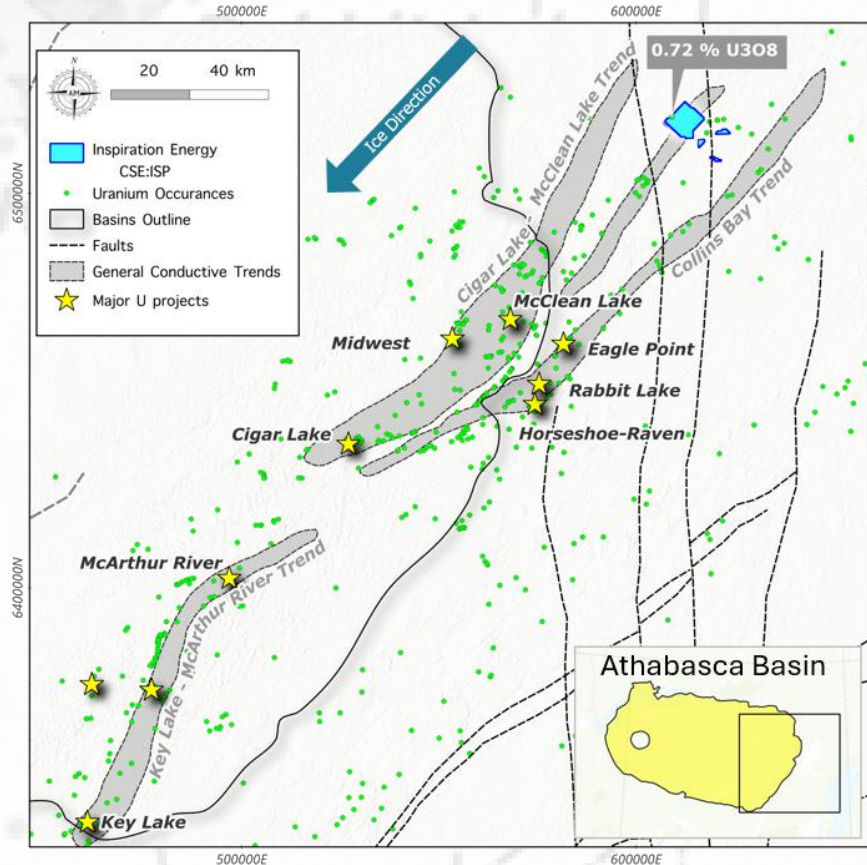 500000E
600000E
0.72 % U3O8
N
AM
20
40 km
Inspiration Energy
CSE:ISP
Uranium Occurances
Basins Outline
Faults
General Conductive Trends
Major U projects
Ice Direction
6500000N
Cigar Lake - McClean Lake Trend
Collins Bay Trend
McClean Lake
Midwest
Eagle Point
Rabbit Lake
Cigar Lake
Horseshoe-Raven
McArthur River
6400000N
Key Lake - McArthur River Trend
Athabasca Basin
Key Lake
500000E
600000E